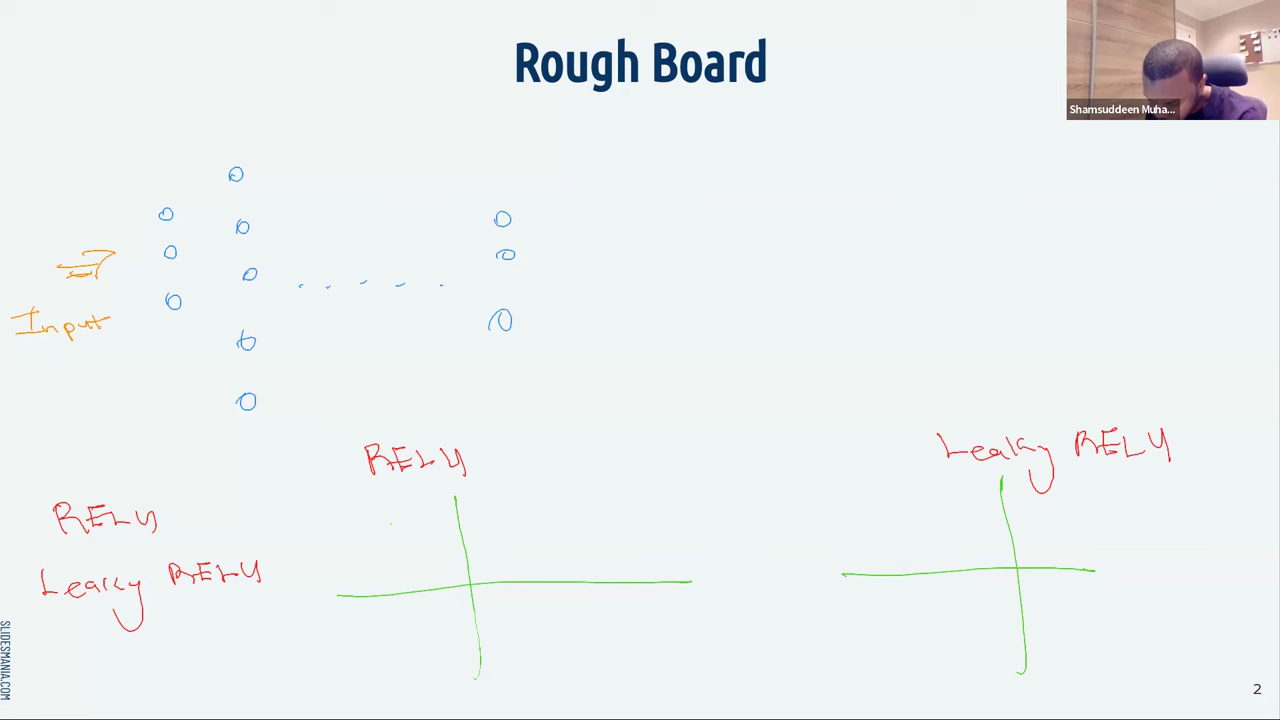 Rough Board
Shamsuddeen Muha...
Input
RELU
Leaky RELU
RELU
Leaky RELU
SLIDESMANIA.COM
2